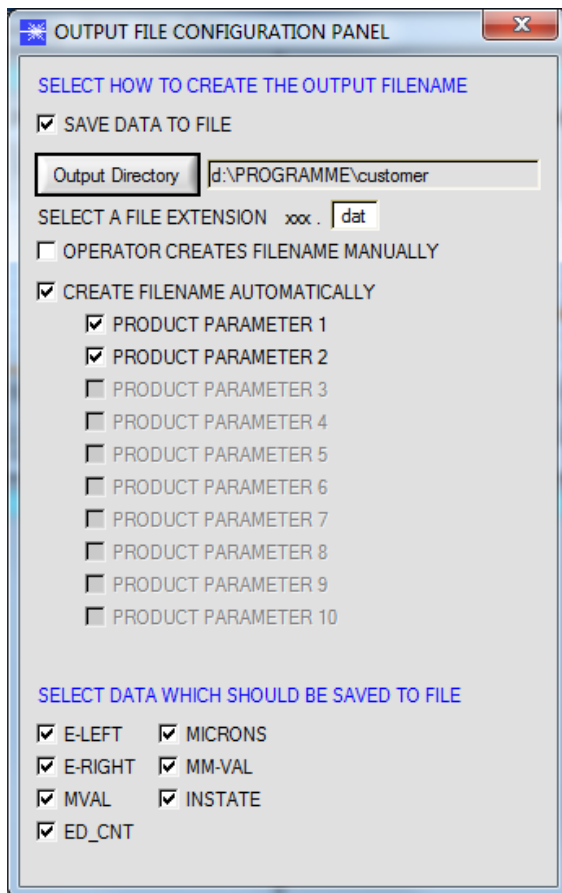 OUTPUT FILE CONFIGURATION PANEL
SELECT HOW TO CREATE THE OUTPUT FILENAME
SAVE DATA TO FILE
Output Directory d:\PROGRAMME\customer
SELECT A FILE EXTENSION xxx . dat
OPERATOR CREATES FILENAME MANUALLY
CREATE FILENAME AUTOMATICALLY
PRODUCT PARAMETER 1
PRODUCT PARAMETER 2
PRODUCT PARAMETER 3
PRODUCT PARAMETER 4
PRODUCT PARAMETER 5
PRODUCT PARAMETER 6
PRODUCT PARAMETER 7
PRODUCT PARAMETER 8
PRODUCT PARAMETER 9
PRODUCT PARAMETER 10
SELECT DATA WHICH SHOULD BE SAVED TO FILE
E-LEFT MICRONS
E-RIGHT MM-VAL
MVAL INSTATE
ED_CNT